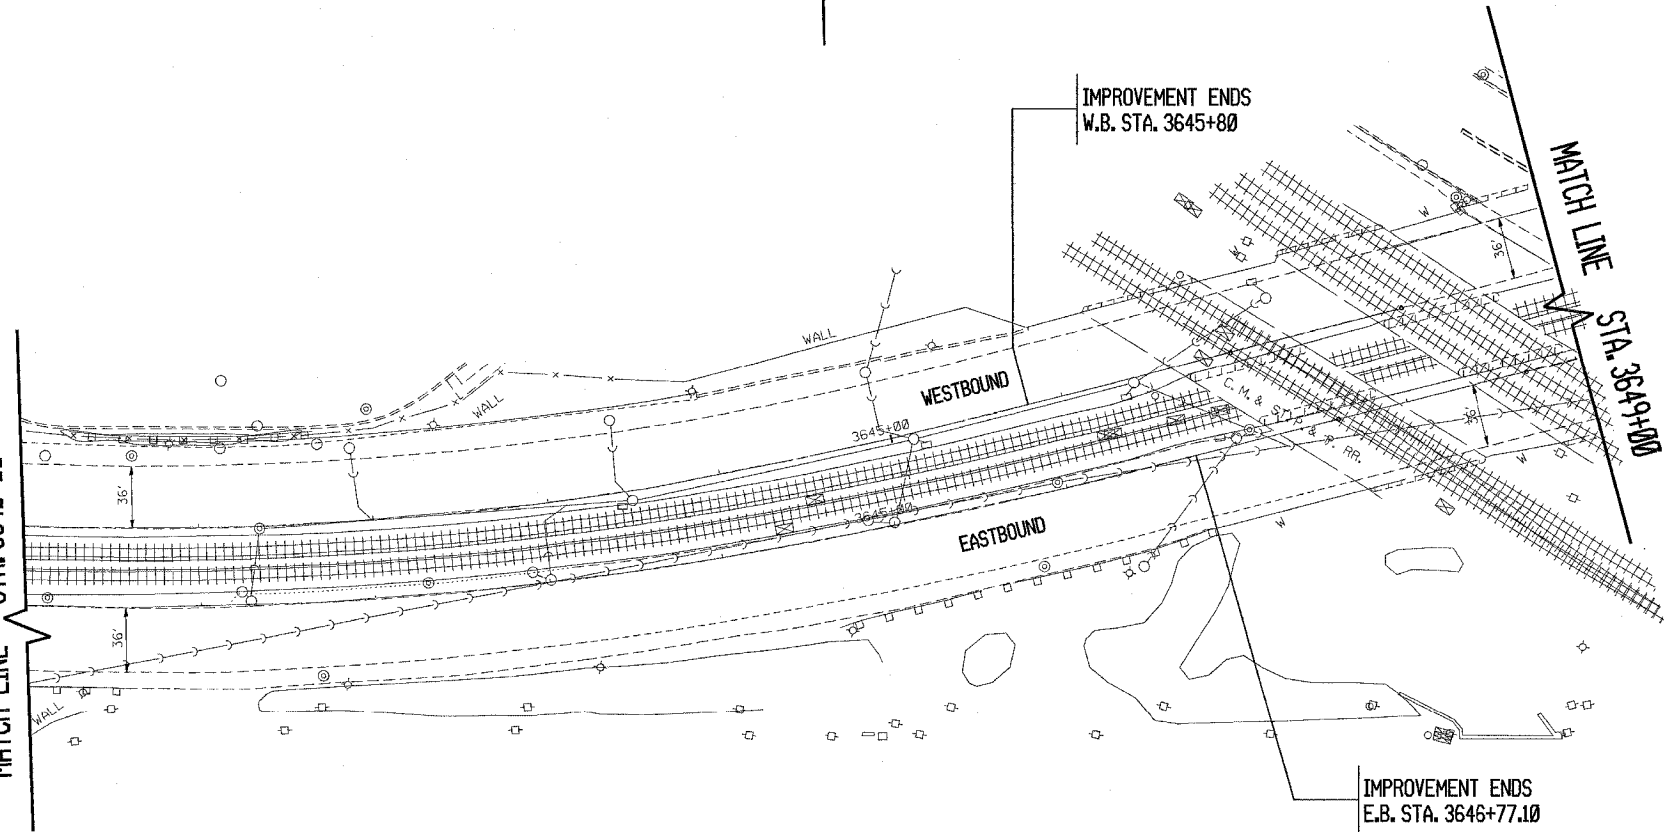 IMPROVEMENT ENDS
W.B. STA. 3645+80
MATCH LINE STA. 3649+00
W
36'
WALL
WESTBOUND
3645+00
WALL
C. M. & ST. P & P. RR.
36'
W
36'
3645+00
EASTBOUND
W
36'
WALL
MATCH LINE
IMPROVEMENT ENDS
E.B. STA. 3646+77.10